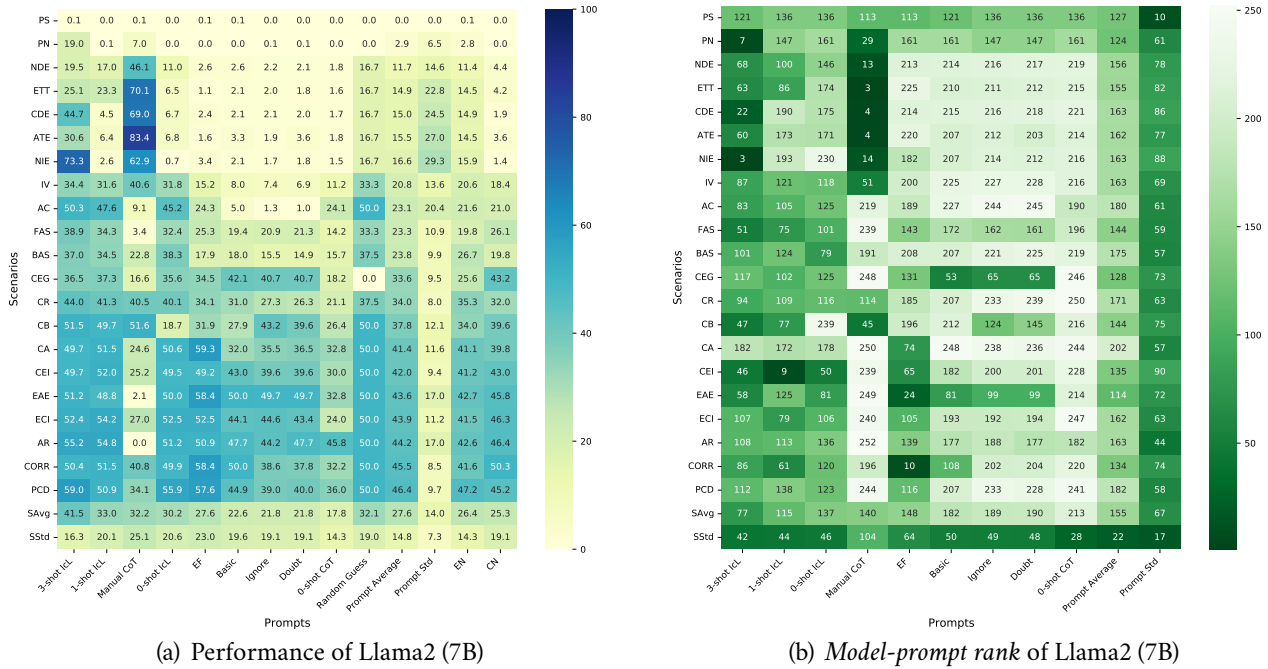 PS 0.1 0.1 0.1 0.0 0.1 0.0 0.0 0.0 0.0 0.0 0.0 0.0 0.1 0.0
PN 19.0 0.1 7.0 0.0 0.0 0.0 0.1 0.1 0.0 0.0 2.9 6.5 2.8 0.0
NDE 19.5 17.0 46.1 11.0 2.6 2.6 2.2 2.1 1.8 16.7 11.7 14.6 11.4 4.4
ETT 25.1 23.3 70.1 6.5 1.1 2.1 2.0 1.8 1.6 16.7 14.9 22.8 14.5 4.2
CDE 44.7 4.5 69.0 6.7 2.1 2.1 2.0 1.7 1.8 16.7 15.0 24.5 14.9 1.9
ATE 30.6 6.4 83.4 6.8 1.6 3.3 1.9 3.6 1.8 16.7 15.5 27.0 14.5 3.6
NIE 73.3 2.6 62.9 0.7 3.4 2.1 1.7 1.8 1.5 16.7 16.6 29.3 15.9 1.4
IV 34.4 31.6 40.6 31.8 15.2 8.0 7.4 6.9 11.2 33.3 20.8 13.6 20.6 18.4
AC 50.3 47.6 9.1 45.2 24.3 5.0 1.3 1.0 24.1 50.0 23.1 20.4 21.6 21.0
FAS 38.9 34.3 3.4 32.4 25.3 19.4 20.9 21.3 14.2 33.3 23.3 10.9 19.8 26.1
BAS 37.0 34.5 22.8 38.3 17.9 18.0 15.5 14.9 15.7 33.3 23.9 9.5 26.7 19.8
CEG 36.5 37.3 16.6 35.6 34.5 42.1 40.7 40.7 18.2 0.0 33.6 9.9 24.0 43.2
CR 44.0 41.3 40.5 40.1 34.1 31.0 27.3 26.3 21.1 37.5 34.0 8.0 35.3 32.0
CB 51.5 49.7 51.6 18.7 31.9 27.9 43.2 39.6 26.4 50.0 37.8 12.1 34.0 39.6
CA 49.7 51.5 24.6 50.6 59.3 32.0 35.5 36.5 32.8 50.0 41.4 11.6 41.1 39.8
CEI 49.7 52.0 25.2 49.5 49.2 43.0 39.6 39.6 30.0 50.0 42.0 9.4 41.2 43.0
EAE 51.2 48.8 2.1 50.0 58.4 50.0 49.7 49.7 32.8 50.0 43.6 17.0 42.7 45.8
ECI 52.4 54.2 27.0 52.5 52.5 44.1 44.6 44.2 24.0 50.0 43.9 11.2 41.5 46.3
AR 55.2 54.8 0.0 51.2 50.9 47.7 44.2 47.7 45.8 50.0 44.2 17.0 42.6 46.4
CORR 50.4 51.5 40.8 49.9 58.4 50.0 38.6 37.8 32.2 50.0 45.5 8.5 41.6 50.3
PCD 59.0 50.9 34.1 55.9 57.6 44.9 39.0 40.0 36.0 50.0 46.4 9.7 47.2 45.2
SAvg 41.5 33.0 32.2 30.2 27.6 22.6 21.8 21.8 17.8 32.1 27.6 14.0 26.4 25.3
SStd 16.3 20.1 25.1 20.6 23.0 19.6 19.1 19.1 14.3 19.0 14.8 7.3 14.3 19.1
Scenarios
3-shot IcL 1-shot IcL Manual CoT 0-shot IcL EF Basic Ignore Doubt 0-shot CoT Random Guess Prompt Average Prompt Std EN CN
Prompts
100
80
60
40
20
0
(a) Performance of Llama2 (7B)
PS 121 136 136 113 113 121 136 136 136 127 10
PN 7 147 161 29 161 161 147 147 161 124 61
NDE 68 100 146 13 213 214 216 217 219 156 78
ETT 63 86 174 3 225 210 211 212 215 155 82
CDE 22 190 175 4 214 215 216 218 221 163 86
ATE 60 173 171 4 220 207 212 203 214 162 77
NIE 3 193 230 14 182 207 214 212 216 163 88
IV 87 121 118 51 200 225 227 228 216 163 69
AC 83 105 125 219 189 227 244 245 190 180 61
FAS 51 75 101 239 143 172 162 161 196 144 59
BAS 101 124 79 191 208 207 221 225 219 175 57
CEG 117 102 125 248 131 53 65 65 246 128 73
CR 94 109 116 114 185 207 233 239 250 171 63
CB 47 77 239 45 196 212 124 145 216 144 75
CA 182 172 178 250 74 248 238 236 244 202 57
CEI 46 9 50 239 65 182 200 201 228 135 90
EAE 58 125 81 249 24 81 99 99 214 114 72
ECI 107 79 106 240 105 193 192 194 247 162 63
AR 108 113 136 252 139 177 188 177 182 163 44
CORR 86 61 120 196 10 108 202 204 220 134 74
PCD 112 138 123 244 116 207 233 228 241 182 58
SAvg 77 115 137 140 148 182 189 190 213 155 67
SStd 42 44 46 104 64 50 49 48 28 22 17
Scenarios
3-shot IcL 1-shot IcL 0-shot IcL Manual CoT EF Basic Ignore Doubt 0-shot CoT Prompt Average Prompt Std
Prompts
250
200
150
100
50
(b) Model-prompt rank of Llama2 (7B)